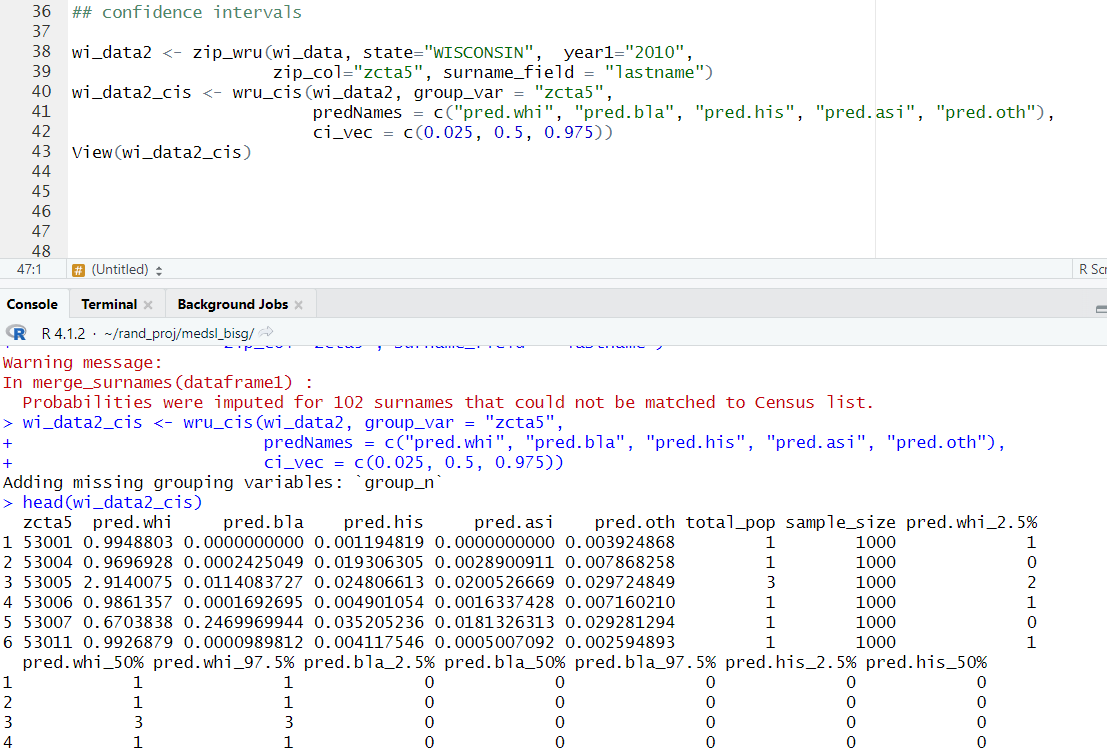 36 ## confidence intervals
37
38 wi_data2 <- zip_wru(wi_data, state="WISCONSIN",  year1="2010",
39                     zip_col="zcta5", surname_field = "lastname")
40 wi_data2_cis <- wru_cis(wi_data2, group_var = "zcta5",
41                         predNames = c("pred.whi", "pred.bla", "pred.his", "pred.asi", "pred.oth"),
42                         ci_vec = c(0.025, 0.5, 0.975))
43 View(wi_data2_cis)
44
45
46
47
48
47:1 # (Untitled) R Scr
Console Terminal Background Jobs
R R 4.1.2 · ~/rand_proj/medsl_bisg/
Warning message:
In merge_surnames(dataframe1) :
  Probabilities were imputed for 102 surnames that could not be matched to Census list.
> wi_data2_cis <- wru_cis(wi_data2, group_var = "zcta5",
+                         predNames = c("pred.whi", "pred.bla", "pred.his", "pred.asi", "pred.oth"),
+                         ci_vec = c(0.025, 0.5, 0.975))
Adding missing grouping variables: `group_n`
> head(wi_data2_cis)
  zcta5  pred.whi     pred.bla    pred.his     pred.asi    pred.oth total_pop sample_size pred.whi_2.5%
1 53001 0.9948803 0.0000000000 0.001194819 0.0000000000 0.003924868         1        1000             1
2 53004 0.9696928 0.0002425049 0.019306305 0.0028900911 0.007868258         1        1000             0
3 53005 2.9140075 0.0114083727 0.024806613 0.0200526669 0.029724849         3        1000             2
4 53006 0.9861357 0.0001692695 0.004901054 0.0016337428 0.007160210         1        1000             1
5 53007 0.6703838 0.2469969944 0.035205236 0.0181326313 0.029281294         1        1000             0
6 53011 0.9926879 0.0000989812 0.004117546 0.0005007092 0.002594893         1        1000             1
  pred.whi_50% pred.whi_97.5% pred.bla_2.5% pred.bla_50% pred.bla_97.5% pred.his_2.5% pred.his_50%
1            1              1             0            0              0             0            0
2            1              1             0            0              0             0            0
3            3              3             0            0              0             0            0
4            1              1             0            0              0             0            0